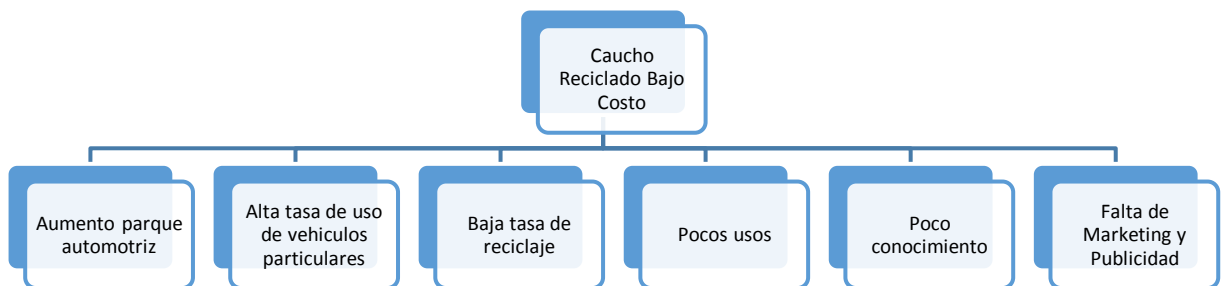 Caucho
Reciclado Bajo
Costo
Aumento parque
automotriz
Alta tasa de uso
de vehiculos
particulares
Baja tasa de
reciclaje
Pocos usos
Poco
conocimiento
Falta de
Marketing y
Publicidad